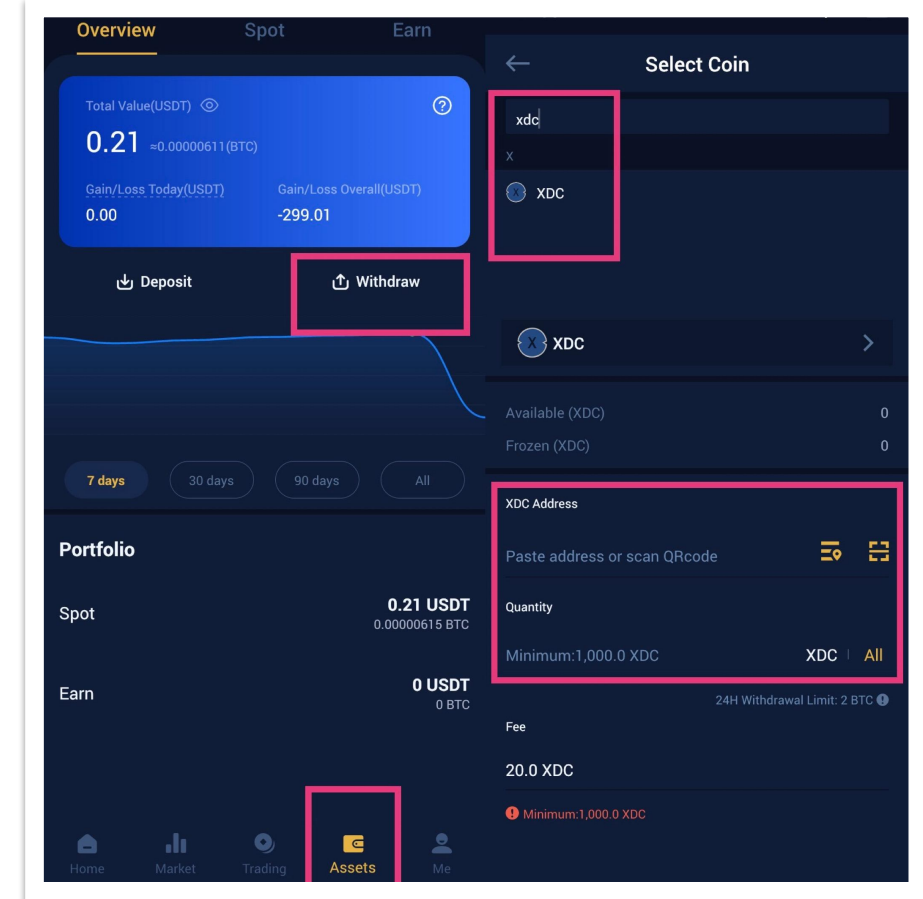 Overview Spot Earn
Total Value(USDT)
0.21 ≈0.00000611(BTC)
Gain/Loss Today(USDT) Gain/Loss Overall(USDT)
0.00 -299.01
Deposit Withdraw
7 days 30 days 90 days All
Portfolio
Spot 0.21 USDT
0.00000615 BTC
Earn 0 USDT
0 BTC
Home Market Trading Assets Me
Select Coin
xdc
X
XDC
X XDC
Available (XDC) 0
Frozen (XDC) 0
XDC Address
Paste address or scan QRcode
Quantity
Minimum:1,000.0 XDC XDC All
24H Withdrawal Limit: 2 BTC
Fee
20.0 XDC
Minimum:1,000.0 XDC